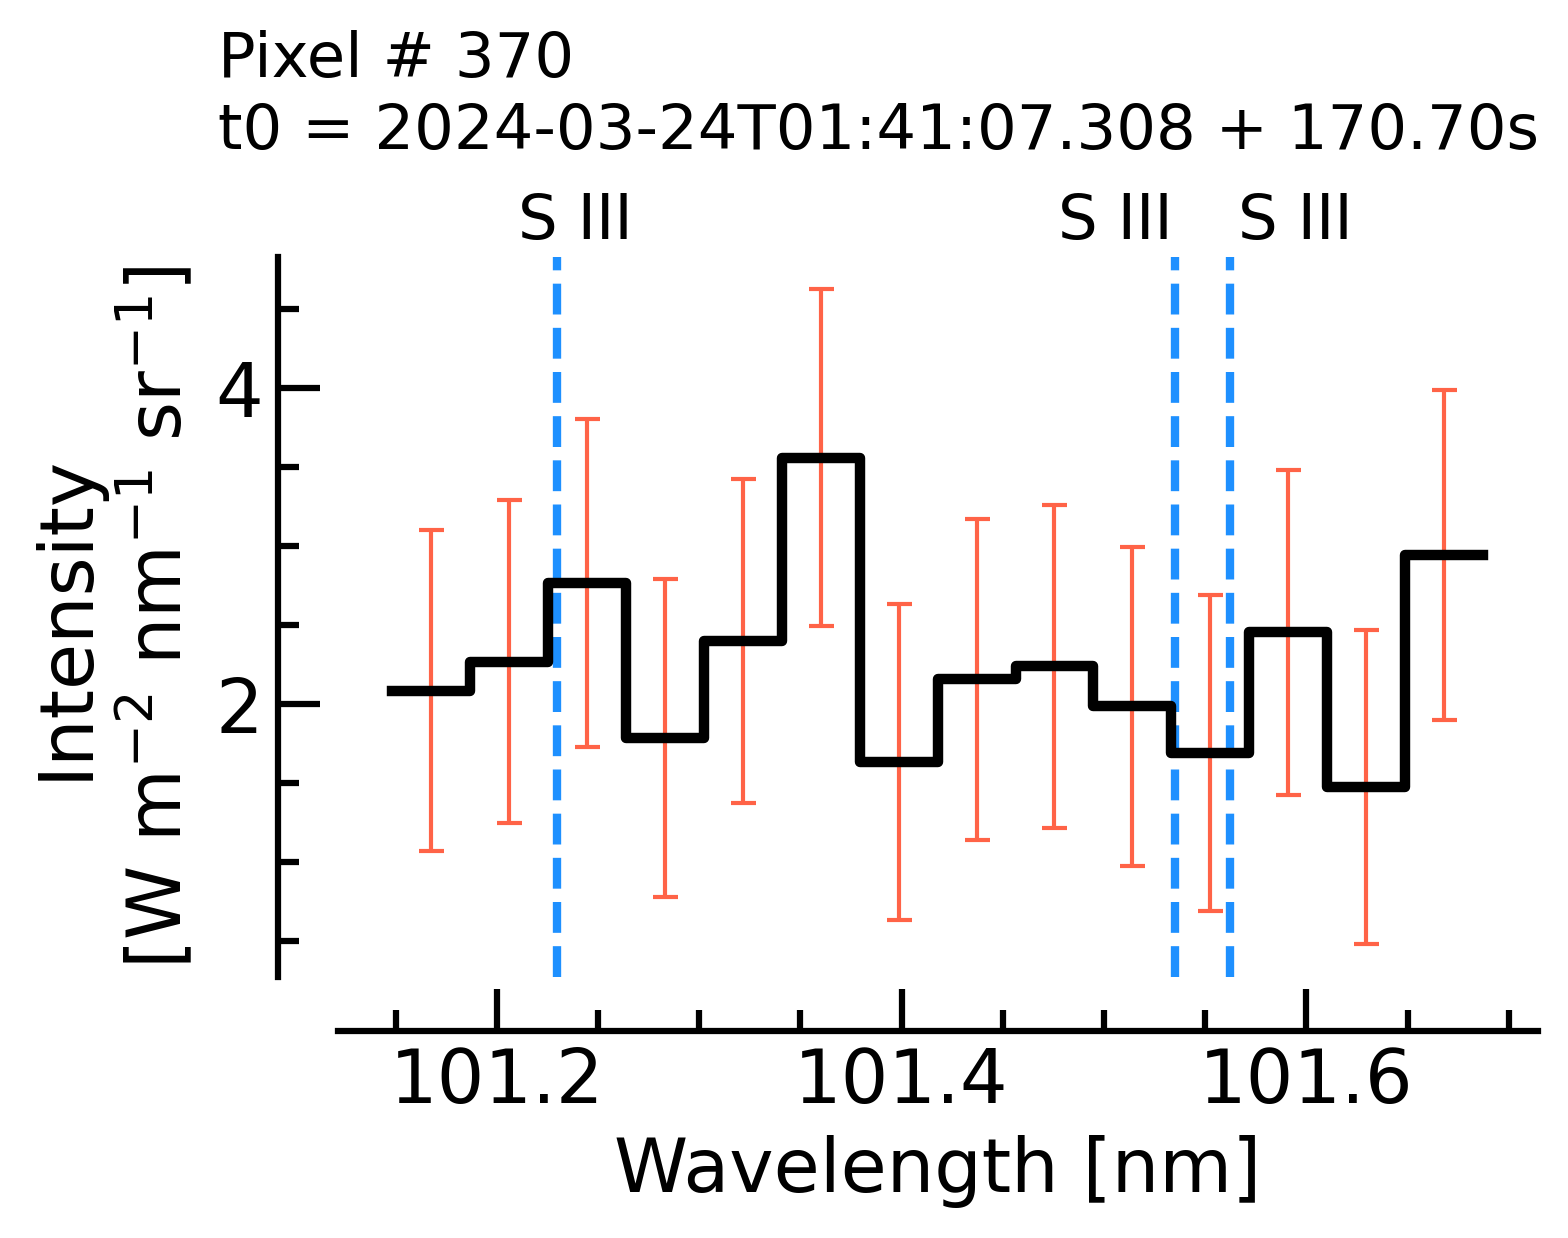 Pixel # 370
t0 = 2024-03-24T01:41:07.308 + 170.70s
S III S III S III
Intensity
[W m⁻² nm⁻¹ sr⁻¹]
4
2
101.2 101.4 101.6
Wavelength [nm]